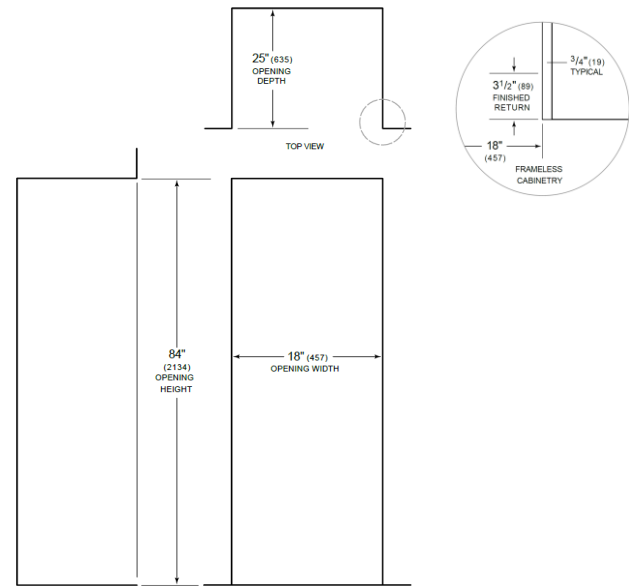 25" (635)
OPENING
DEPTH
TOP VIEW
3/4" (19)
TYPICAL
3 1/2" (89)
FINISHED
RETURN
18"
(457)
FRAMELESS
CABINETRY
84"
(2134)
OPENING
HEIGHT
18" (457)
OPENING WIDTH